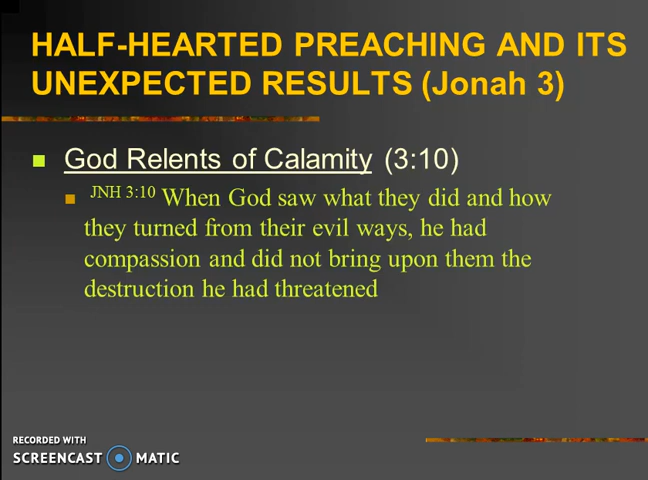 HALF-HEARTED PREACHING AND ITS
UNEXPECTED RESULTS (Jonah 3)
God Relents of Calamity (3:10)
JNH 3:10 When God saw what they did and how
they turned from their evil ways, he had
compassion and did not bring upon them the
destruction he had threatened
RECORDED WITH
SCREENCAST MATIC